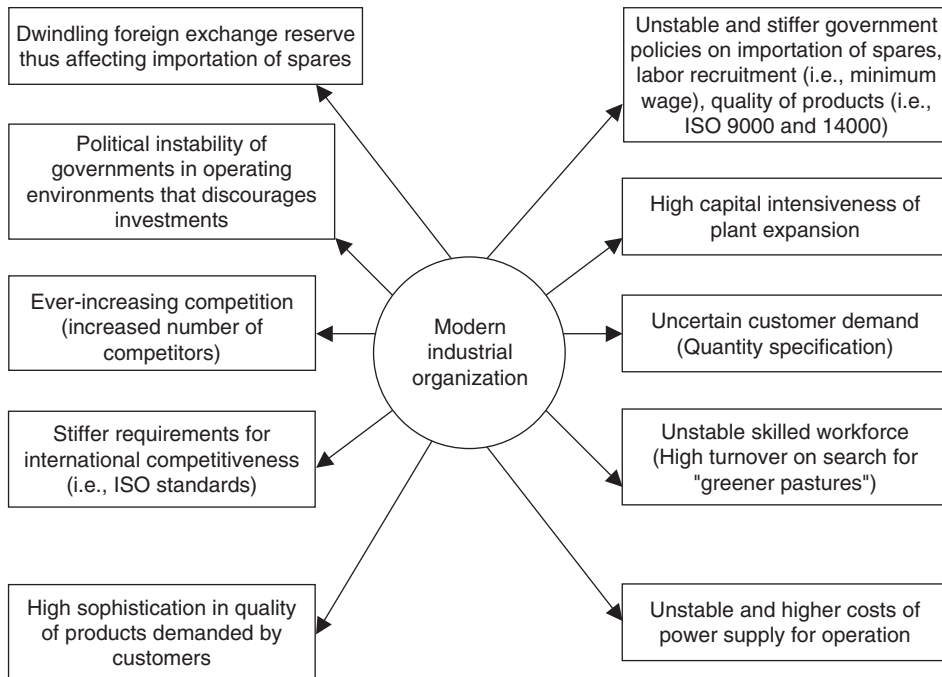 Dwindling foreign exchange reserve
thus affecting importation of spares
Political instability of
governments in operating
environments that discourages
investments
Ever-increasing competition
(increased number of
competitors)
Stiffer requirements for
international competitiveness
(i.e., ISO standards)
High sophistication in quality
of products demanded by
customers
Modern
industrial
organization
Unstable and stiffer government
policies on importation of spares,
labor recruitment (i.e., minimum
wage), quality of products (i.e.,
ISO 9000 and 14000)
High capital intensiveness of
plant expansion
Uncertain customer demand
(Quantity specification)
Unstable skilled workforce
(High turnover on search for
"greener pastures")
Unstable and higher costs of
power supply for operation